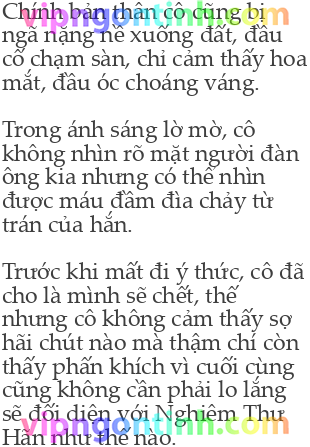 Chính bản thân cô cũng bị
ngã nặng nề xuống đất, đầu
cổ chạm sàn, chỉ cảm thấy hoa
mắt, đầu óc choáng váng.
Trong ánh sáng lờ mờ, cô
không nhìn rõ mặt người đàn
ông kia nhưng có thể nhìn
được máu đầm đìa chảy từ
trán của hắn.
Trước khi mất đi ý thức, cô đã
cho là mình sẽ chết, thế
nhưng cô không cảm thấy sợ
hãi chút nào mà thậm chí còn
thấy phấn khích vì cuối cùng
cũng không cần phải lo lắng
sẽ đối diện với Nghiêm Thư
Hàn như thế nào.
vipngontinh.com
vipngontinh.com